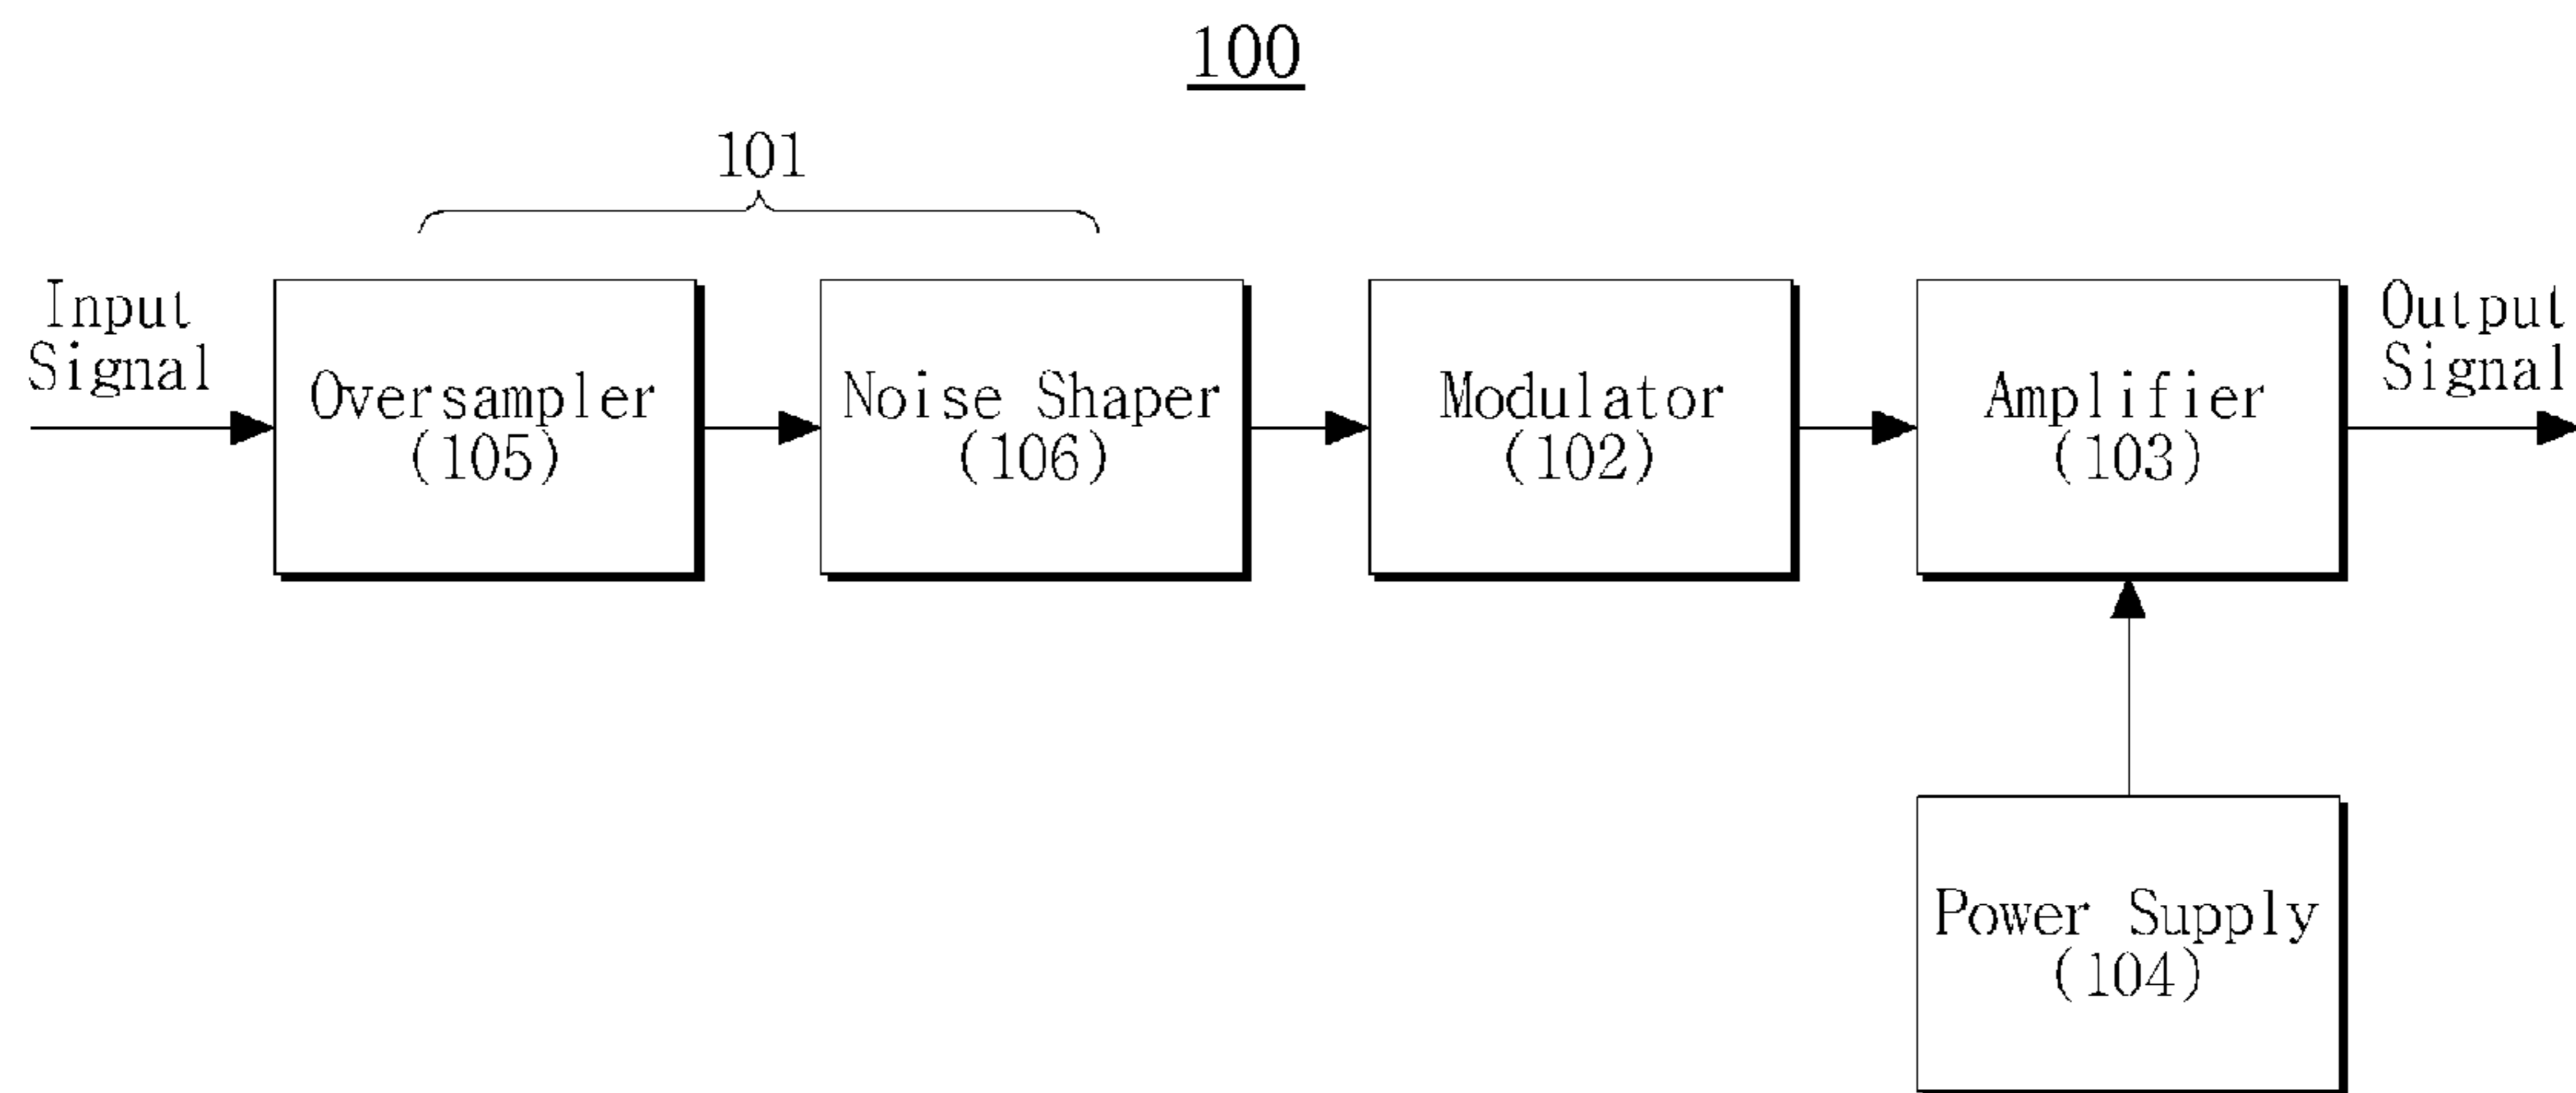 100
101
Input
Signal
Oversampler
(105)
Noise Shaper
(106)
Modulator
(102)
Amplifier
(103)
Output
Signal
Power Supply
(104)